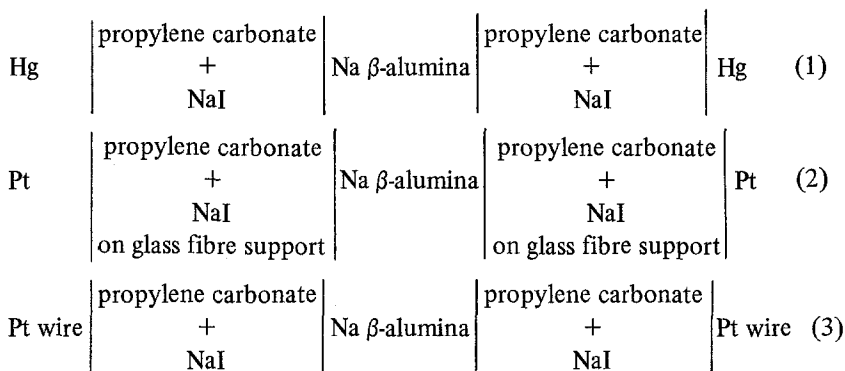 propylene carbonate propylene carbonate
Hg + Na β-alumina + Hg (1)
NaI NaI
propylene carbonate propylene carbonate
Pt + Na β-alumina + Pt (2)
NaI NaI
on glass fibre support on glass fibre support
propylene carbonate propylene carbonate
Pt wire + Na β-alumina + Pt wire (3)
NaI NaI